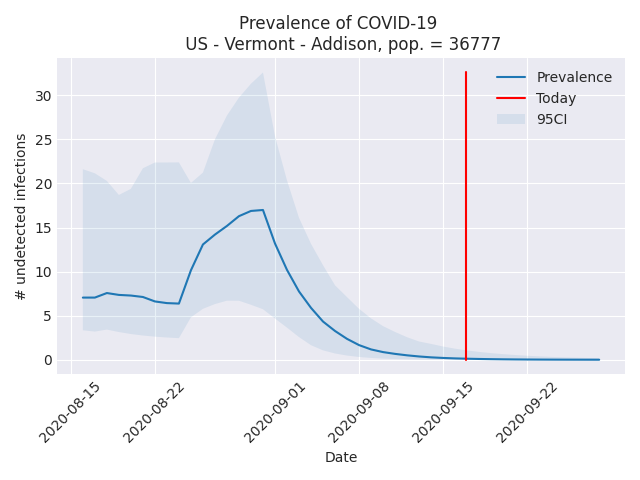 Prevalence of COVID-19
US - Vermont - Addison, pop. = 36777
Prevalence
Today
95CI
# undetected infections
30
25
20
15
10
5
0
2020-08-15
2020-08-22
2020-09-01
2020-09-08
2020-09-15
2020-09-22
Date